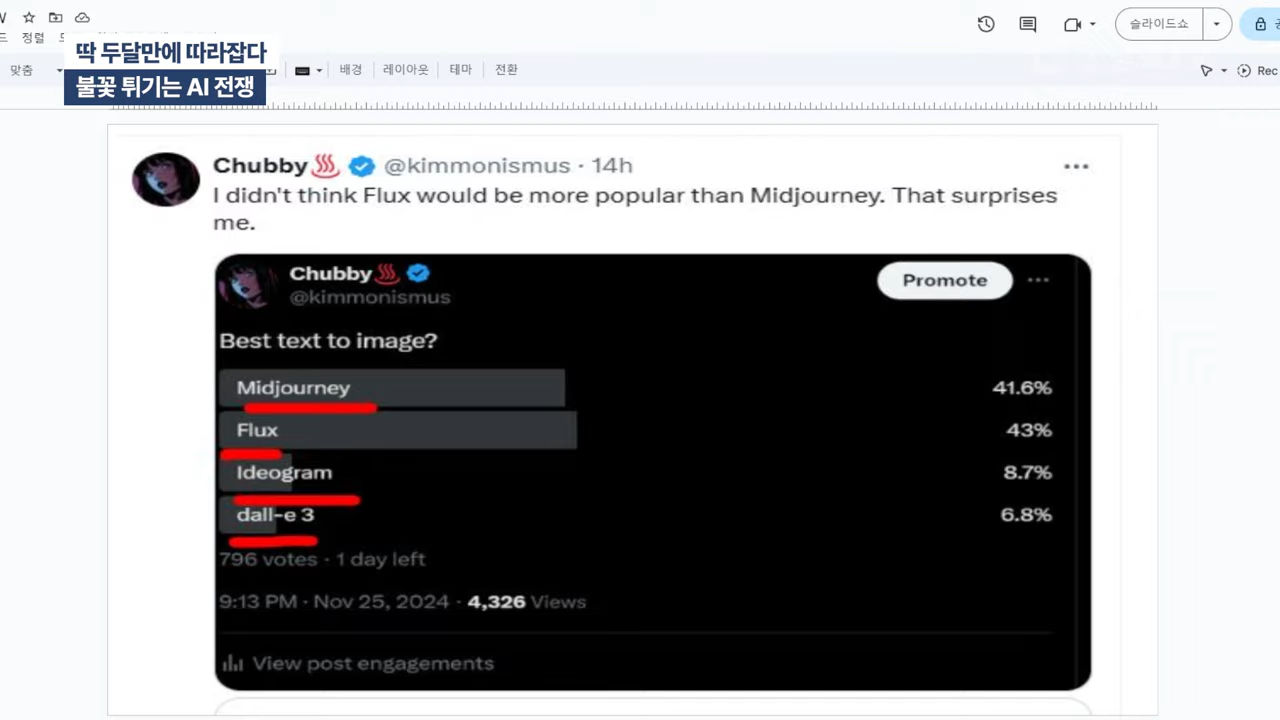 슬라이드쇼
정렬
딱 두달만에 따라잡다
불꽃 튀기는 AI 전쟁
맞춤
배경
레이아웃
테마
전환
Rec
Chubby♨️ @kimmonismus · 14h
I didn't think Flux would be more popular than Midjourney. That surprises
me.
Chubby♨️
@kimmonismus
Promote
Best text to image?
Midjourney 41.6%
Flux 43%
Ideogram 8.7%
dall-e 3 6.8%
796 votes · 1 day left
9:13 PM · Nov 25, 2024 · 4,326 Views
View post engagements